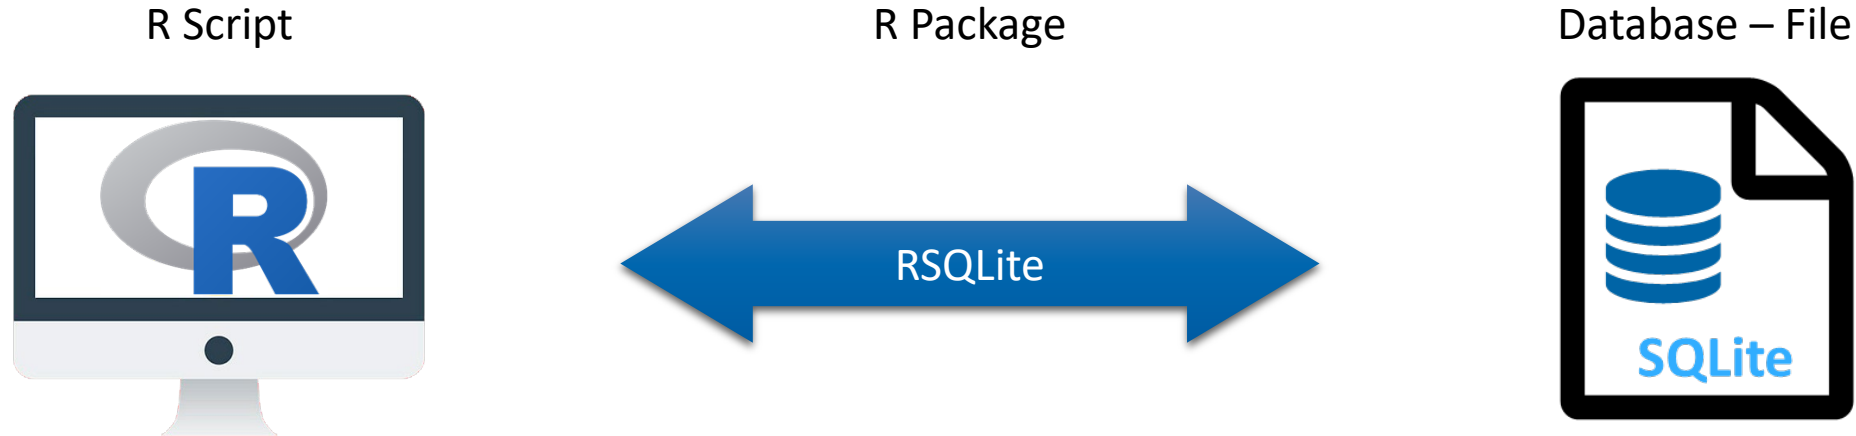 R Script
R Package
Database – File
R
RSQLite
SQLite